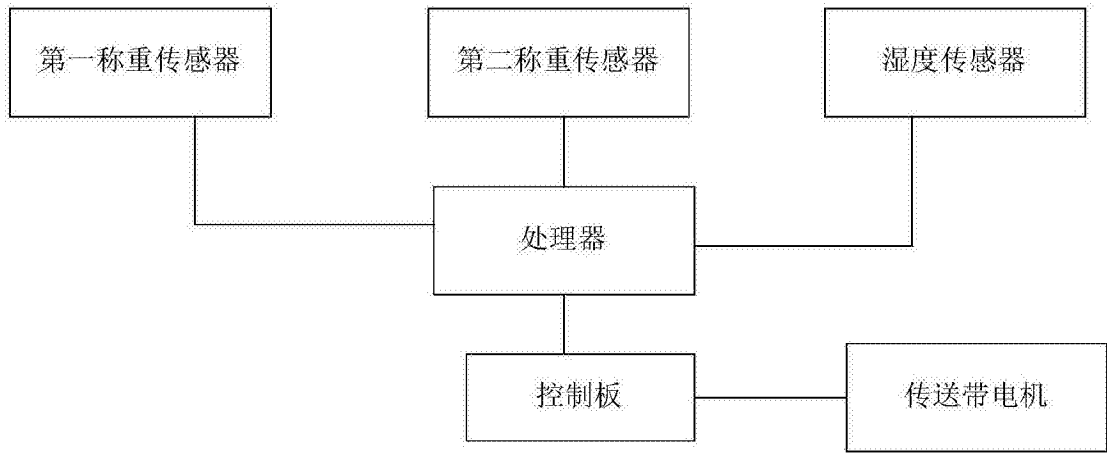 第一称重传感器
第二称重传感器
湿度传感器
处理器
控制板
传送带电机